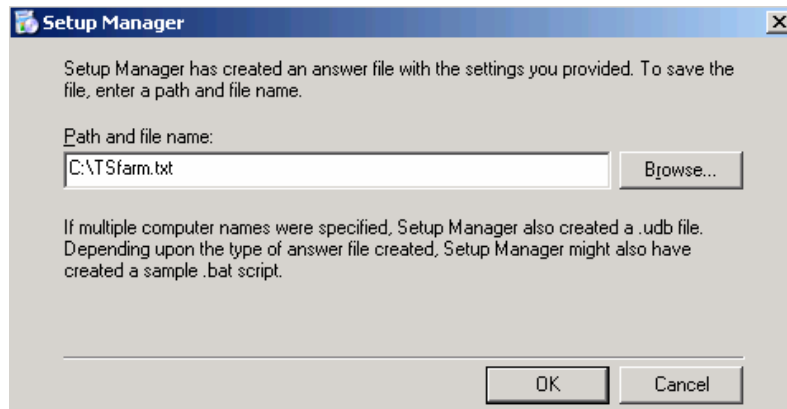 Setup Manager
Setup Manager has created an answer file with the settings you provided. To save the
file, enter a path and file name.
Path and file name:
C:\TSfarm.txt
Browse...
If multiple computer names were specified, Setup Manager also created a .udb file.
Depending upon the type of answer file created, Setup Manager might also have
created a sample .bat script.
OK
Cancel